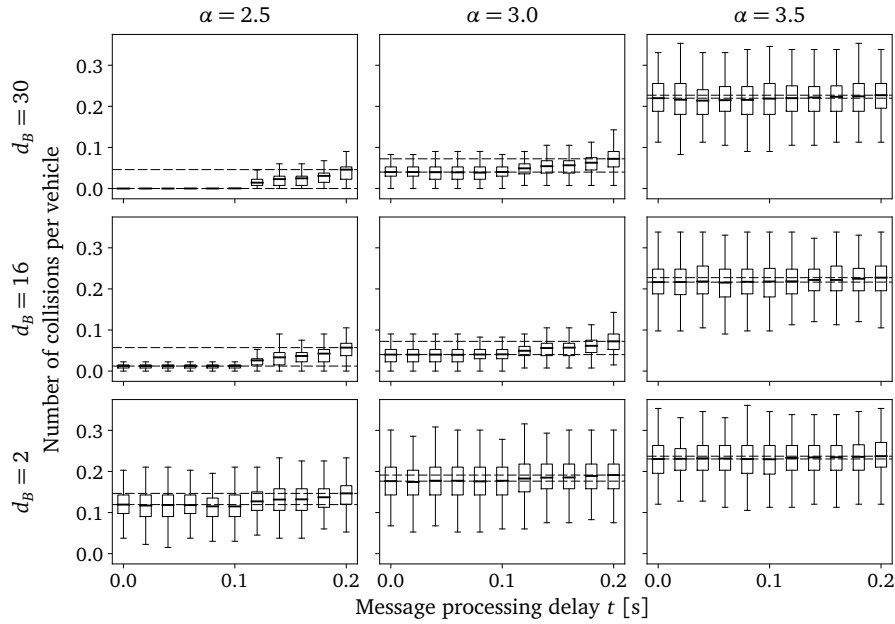 α = 2.5 α = 3.0 α = 3.5
Number of collisions per vehicle
d_B = 30
0.3
0.2
0.1
0.0
d_B = 16
0.3
0.2
0.1
0.0
d_B = 2
0.3
0.2
0.1
0.0
0.0 0.1 0.2 0.0 0.1 0.2 0.0 0.1 0.2
Message processing delay t [s]